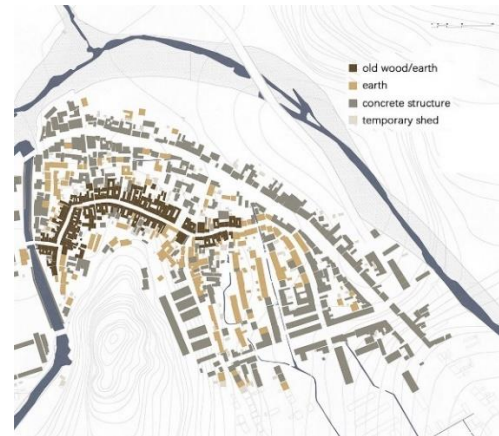 old wood/earth
earth
concrete structure
temporary shed